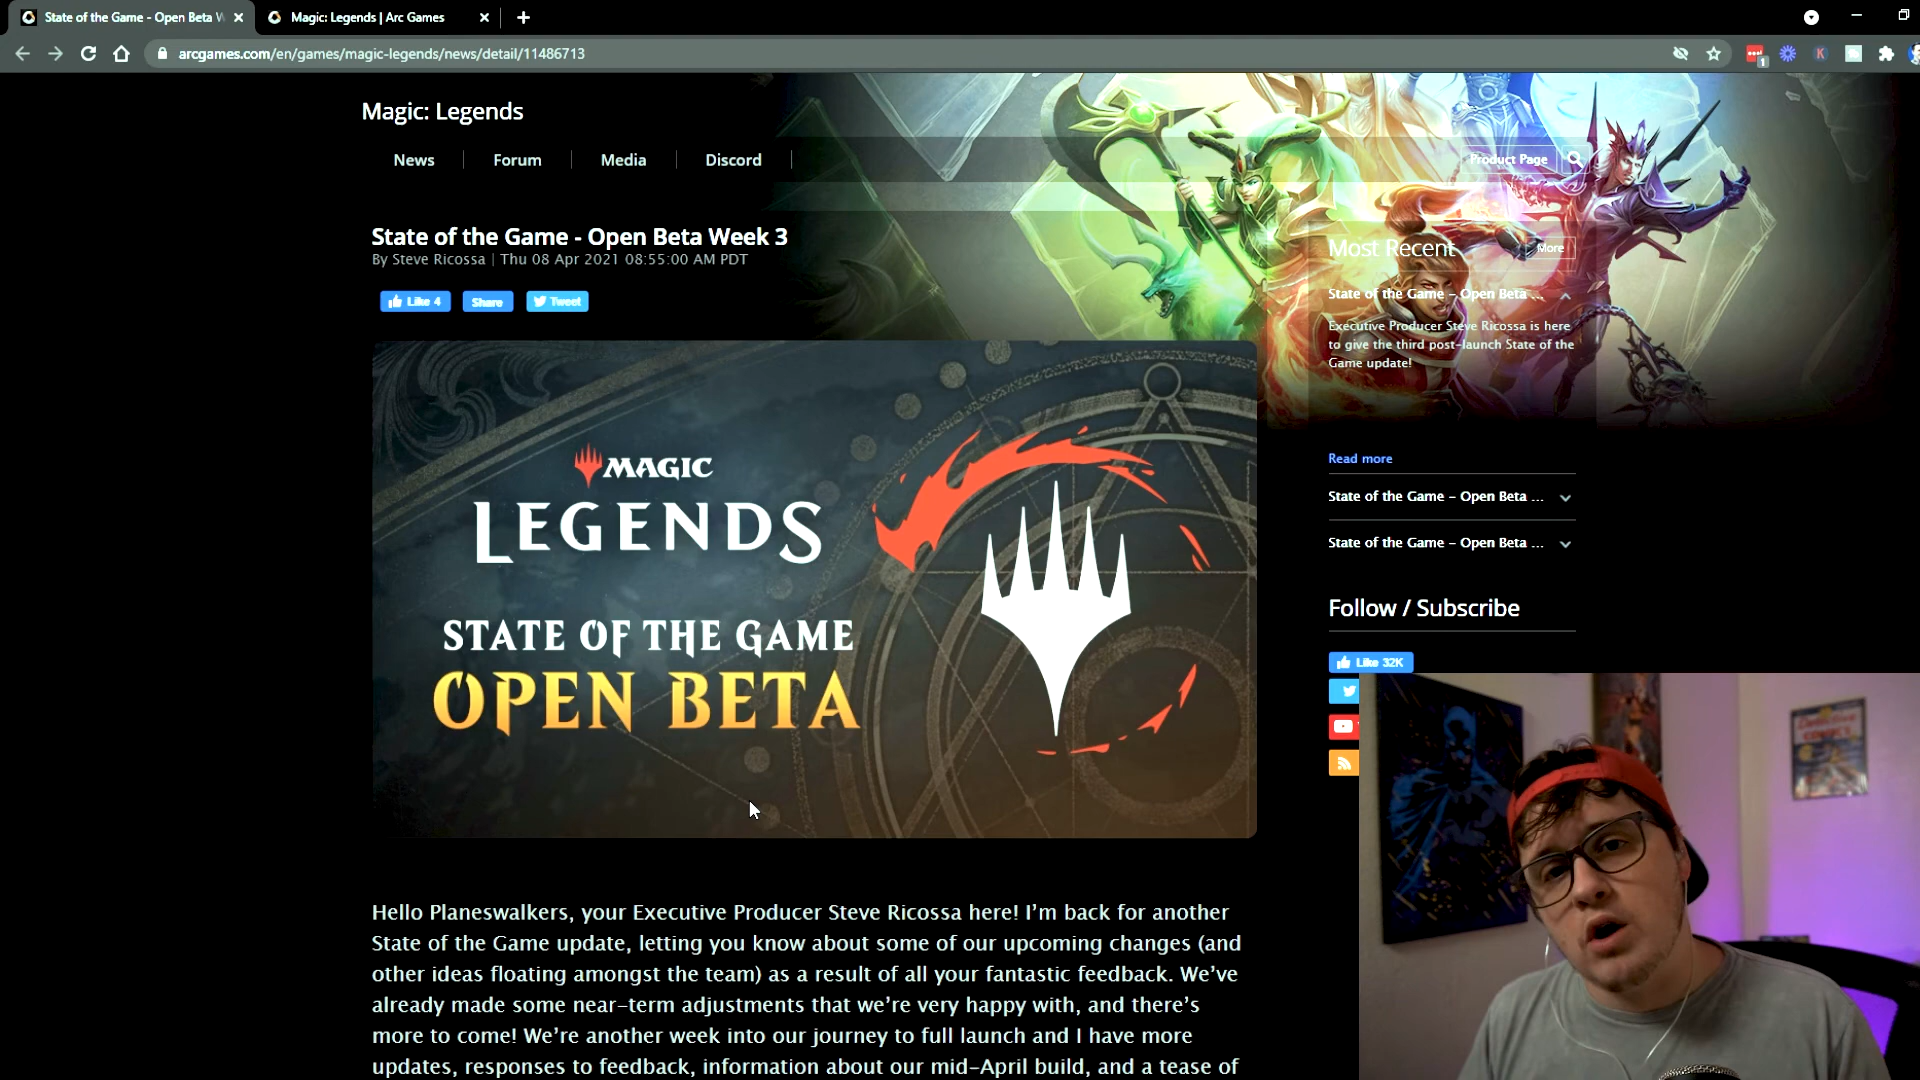 State of the Game - Open Beta W
Magic: Legends | Arc Games
arcgames.com/en/games/magic-legends/news/detail/11486713
1
K
Magic: Legends
News
Forum
Media
Discord
Product Page
State of the Game - Open Beta Week 3
By Steve Ricossa | Thu 08 Apr 2021 08:55:00 AM PDT
Like 4
Share
Tweet
Most Recent
More
State of the Game - Open Beta ...
Executive Producer Steve Ricossa is here
to give the third post-launch State of the
Game update!
Read more
State of the Game - Open Beta ...
State of the Game - Open Beta ...
Follow / Subscribe
Like 32K
MAGIC
LEGENDS
STATE OF THE GAME
OPEN BETA
Hello Planeswalkers, your Executive Producer Steve Ricossa here! I'm back for another
State of the Game update, letting you know about some of our upcoming changes (and
other ideas floating amongst the team) as a result of all your fantastic feedback. We've
already made some near-term adjustments that we're very happy with, and there's
more to come! We're another week into our journey to full launch and I have more
updates, responses to feedback, information about our mid-April build, and a tease of